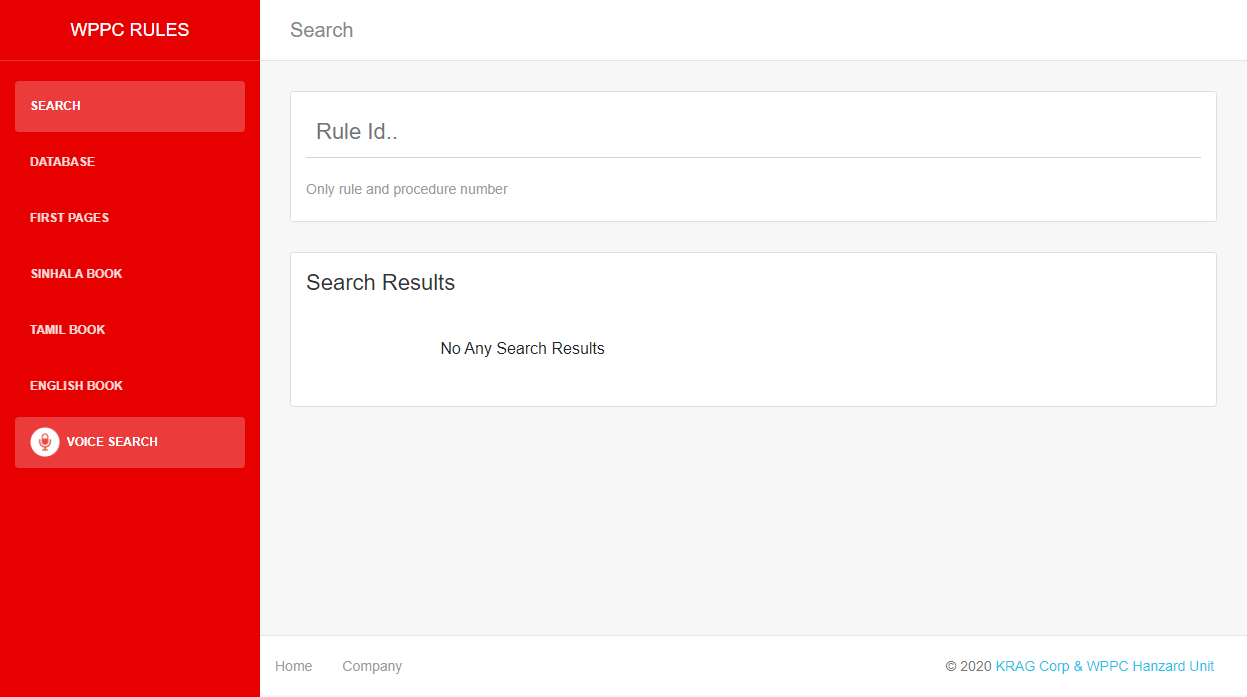 WPPC RULES
Search
SEARCH
DATABASE
FIRST PAGES
SINHALA BOOK
TAMIL BOOK
ENGLISH BOOK
VOICE SEARCH
Rule Id..
Only rule and procedure number
Search Results
No Any Search Results
Home Company © 2020 KRAG Corp & WPPC Hanzard Unit